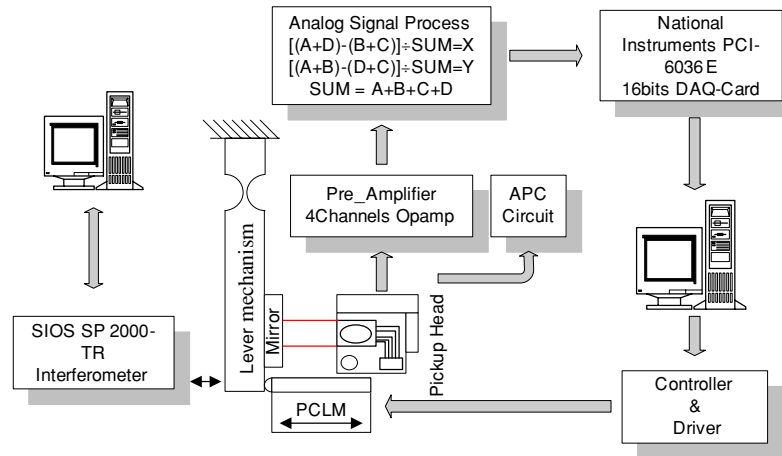 Analog Signal Process
[(A+D)-(B+C)]÷SUM=X
[(A+B)-(D+C)]÷SUM=Y
SUM = A+B+C+D
National
Instruments PCI-
6036E
16bits DAQ-Card
Pre_Amplifier
4Channels Opamp
APC
Circuit
Lever mechanism
Mirror
Pickup Head
SIOS SP 2000-
TR
Interferometer
PCLM
Controller
&
Driver